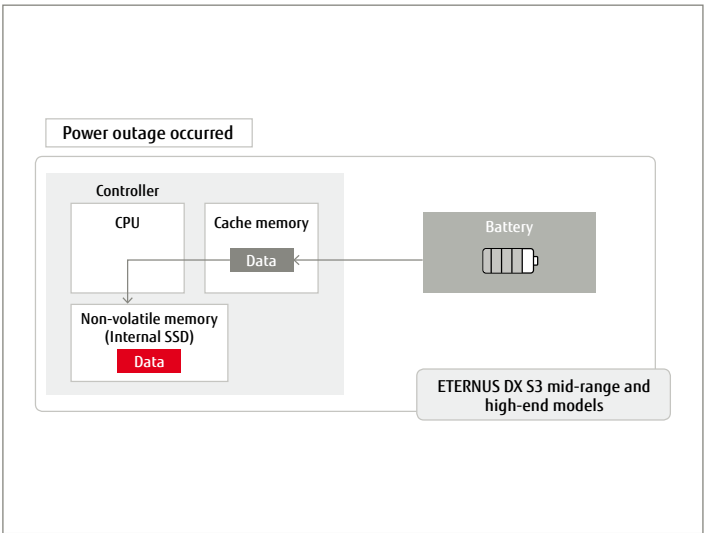 Power outage occurred
Controller
CPU
Cache memory
Data
Battery
Non-volatile memory
(Internal SSD)
Data
ETERNUS DX S3 mid-range and
high-end models